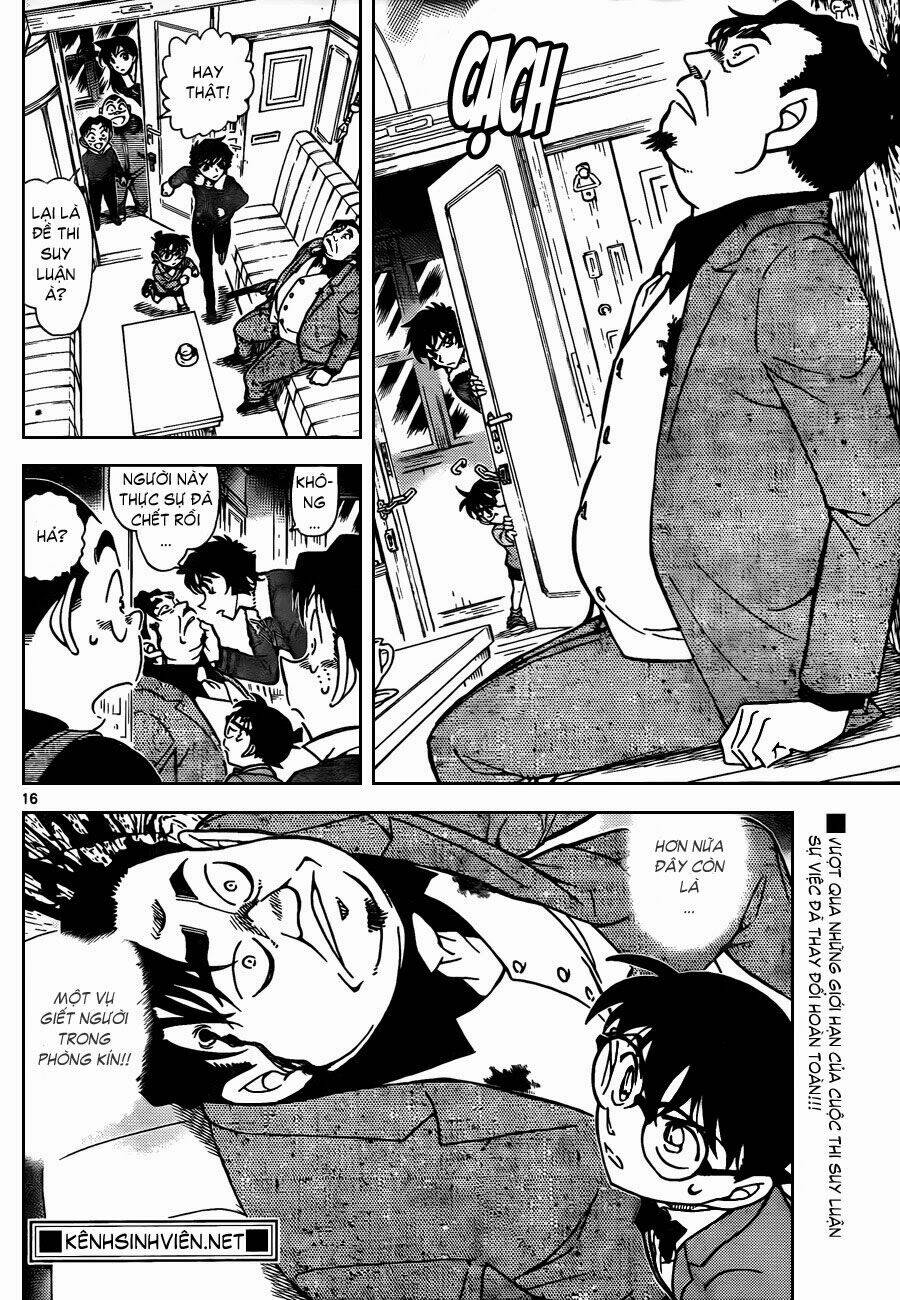 CẠCH
HAY
THẬT!
LẠI LÀ
ĐỀ THI
SUY
LUẬN
À?
KHÔ-
NG
...
NGƯỜI NÀY
THỰC SỰ ĐÃ
CHẾT RỒI
...
HẢ?
16
HƠN NỮA
ĐÂY CÒN
LÀ
...
MỘT VỤ
GIẾT NGƯỜI
TRONG
PHÒNG KÍN!!
VƯỢT QUA NHỮNG GIỚI HẠN CỦA CUỘC THI SUY LUẬN
SỰ VIỆC ĐÃ THAY ĐỔI HOÀN TOÀN!!!
KÊNHSINHVIÊN.NET